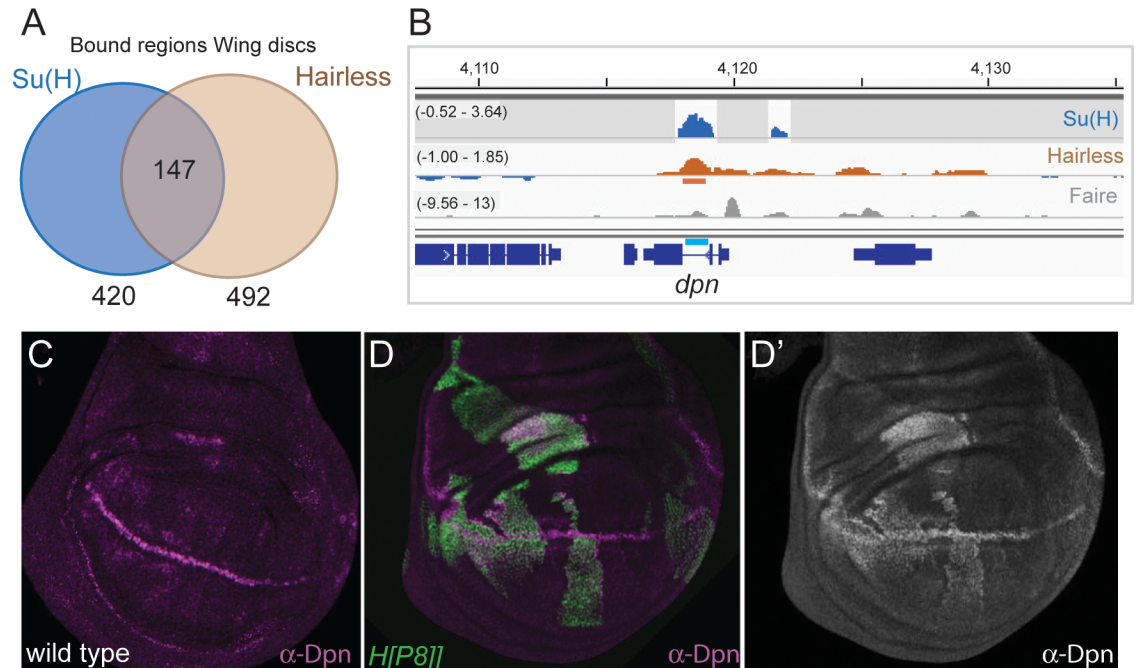 A
Bound regions Wing discs
Su(H)
Hairless
147
420
492
B
4,110
4,120
4,130
(-0.52 - 3.64)
Su(H)
(-1.00 - 1.85)
Hairless
(-9.56 - 13)
Faire
dpn
C
wild type
α-Dpn
D
H[P8]]
α-Dpn
D'
α-Dpn